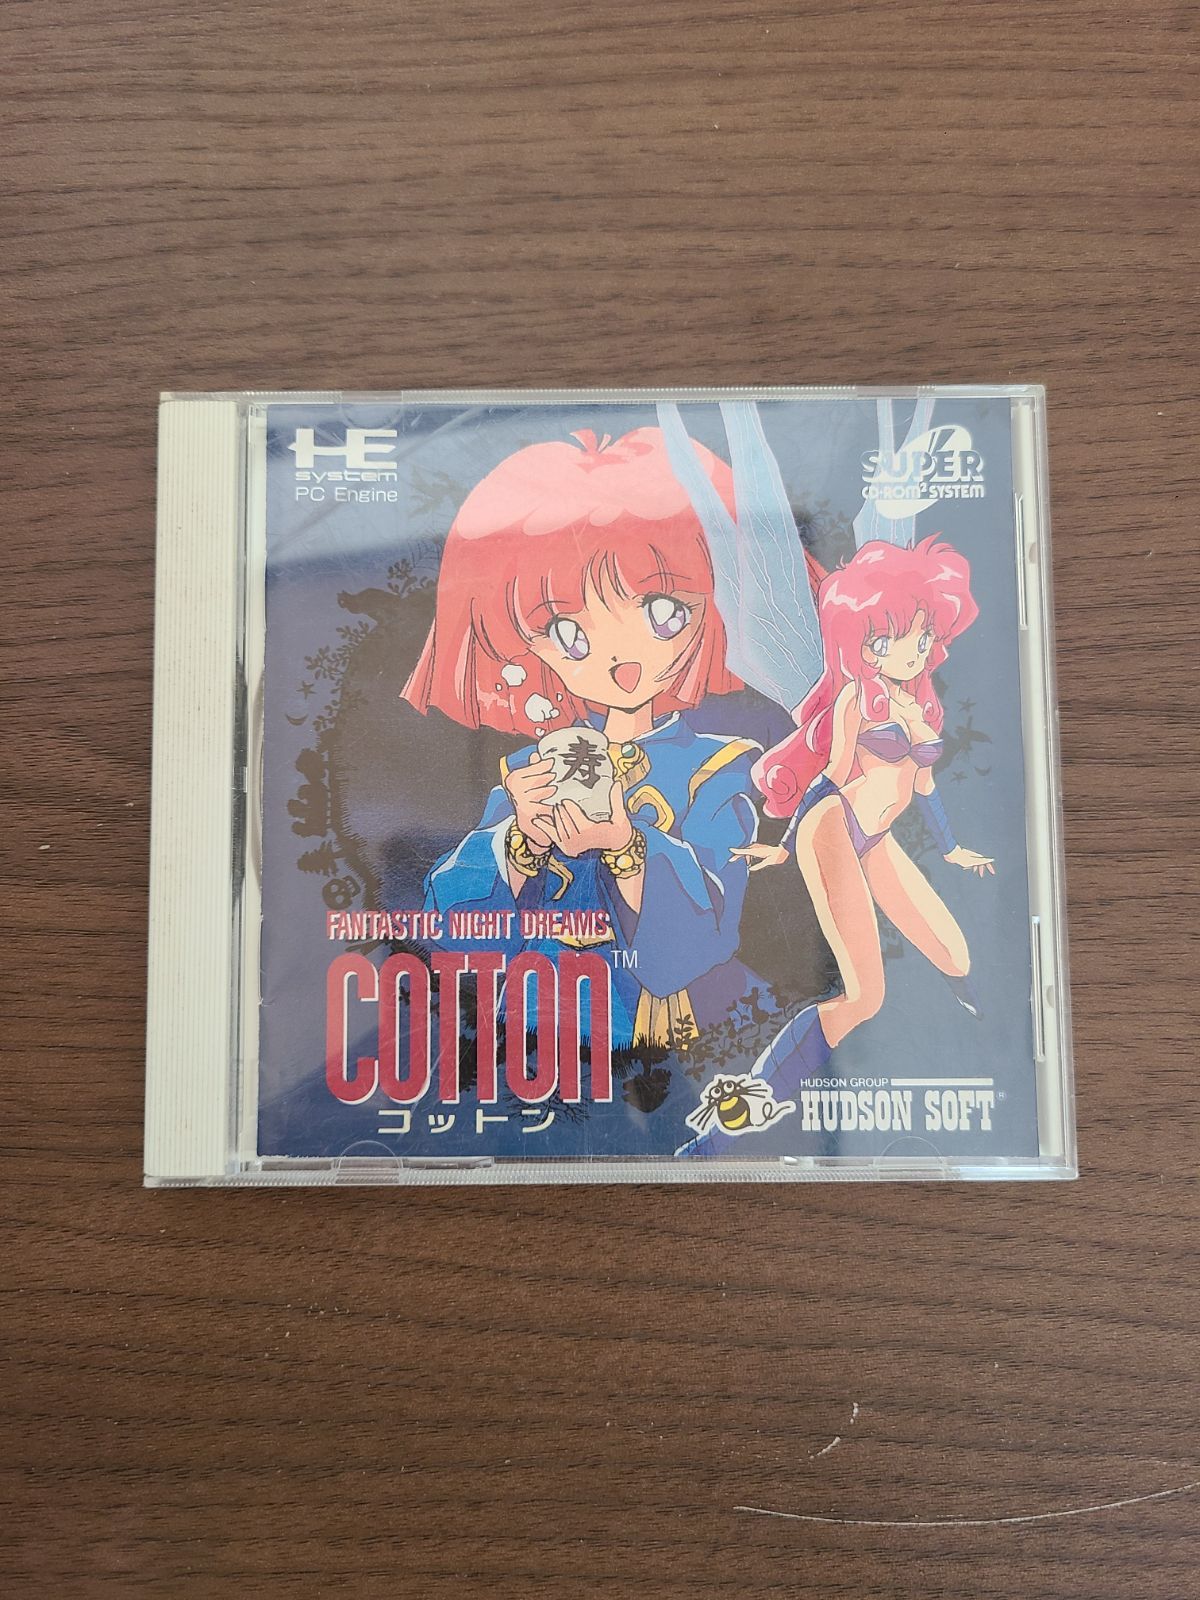 HE
system
PC Engine
SUPER
CD-ROM² SYSTEM
寿
FANTASTIC NIGHT DREAMS
COTTON™
コットン
HUDSON GROUP
HUDSON SOFT®